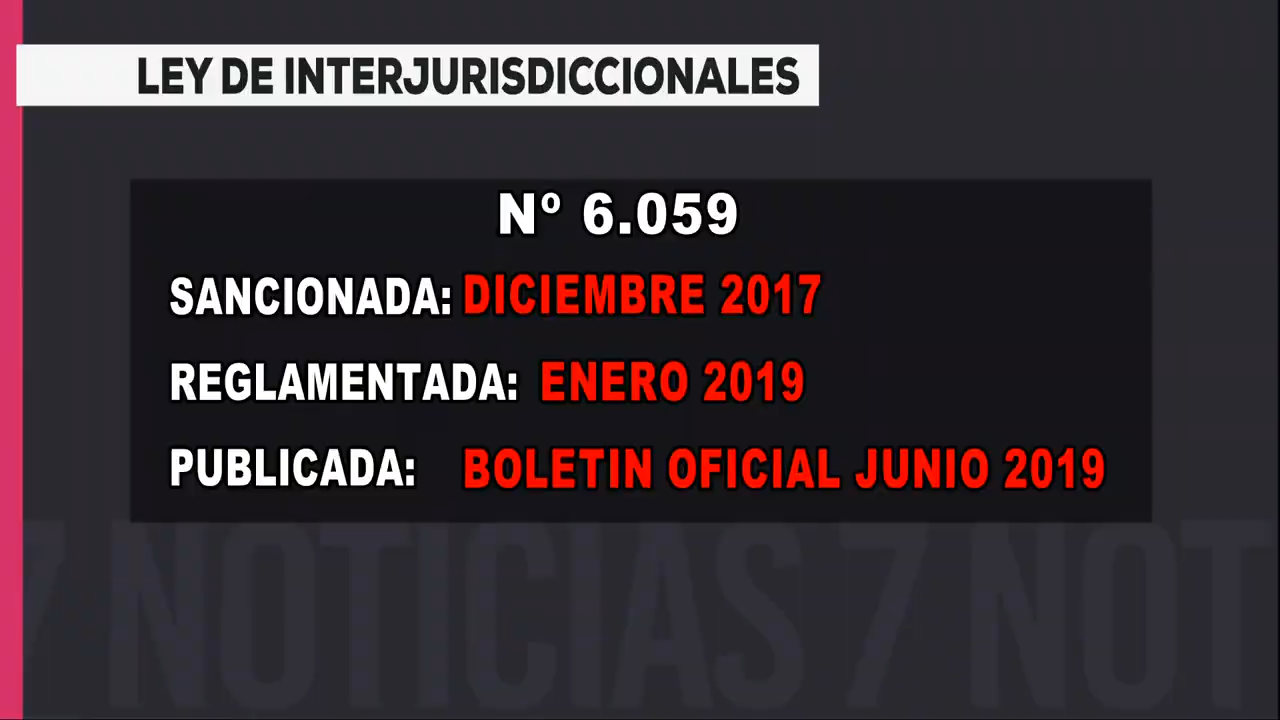 LEY DE INTERJURISDICCIONALES
Nº 6.059
SANCIONADA: DICIEMBRE 2017
REGLAMENTADA: ENERO 2019
PUBLICADA: BOLETIN OFICIAL JUNIO 2019
7 NOTICIAS 7 NOT